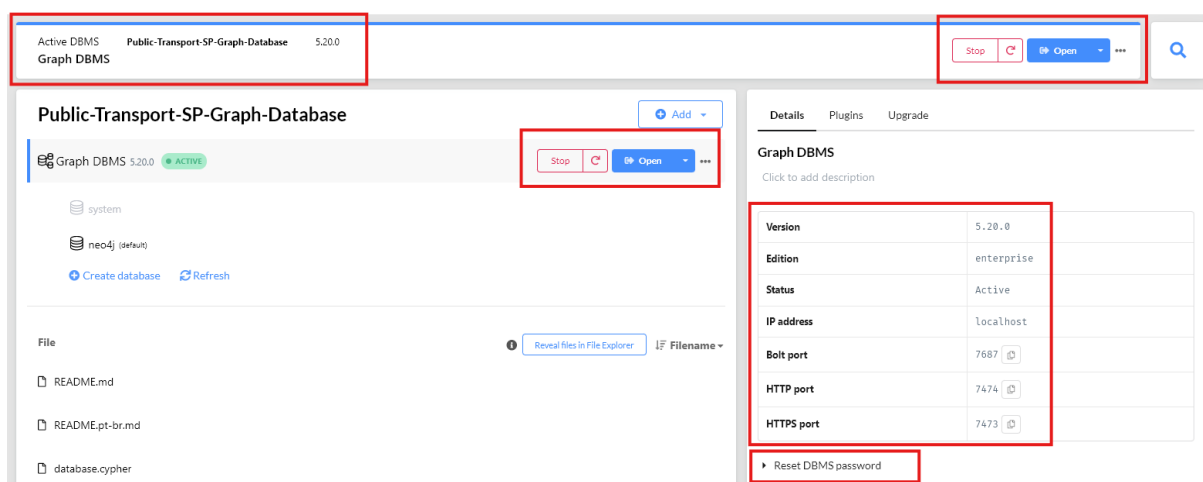 Active DBMS Public-Transport-SP-Graph-Database 5.20.0
Graph DBMS
Stop Open
Public-Transport-SP-Graph-Database
Add
Graph DBMS 5.20.0 ACTIVE
Stop Open
system
neo4j (default)
Create database Refresh
File
Reveal files in File Explorer
Filename
README.md
README.pt-br.md
database.cypher
Details Plugins Upgrade
Graph DBMS
Click to add description
Version 5.20.0
Edition enterprise
Status Active
IP address localhost
Bolt port 7687
HTTP port 7474
HTTPS port 7473
Reset DBMS password